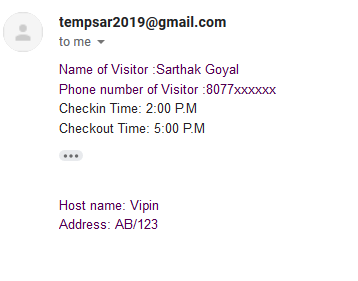 tempsar2019@gmail.com
to me
Name of Visitor :Sarthak Goyal
Phone number of Visitor :8077xxxxxx
Checkin Time: 2:00 P.M
Checkout Time: 5:00 P.M
Host name: Vipin
Address: AB/123